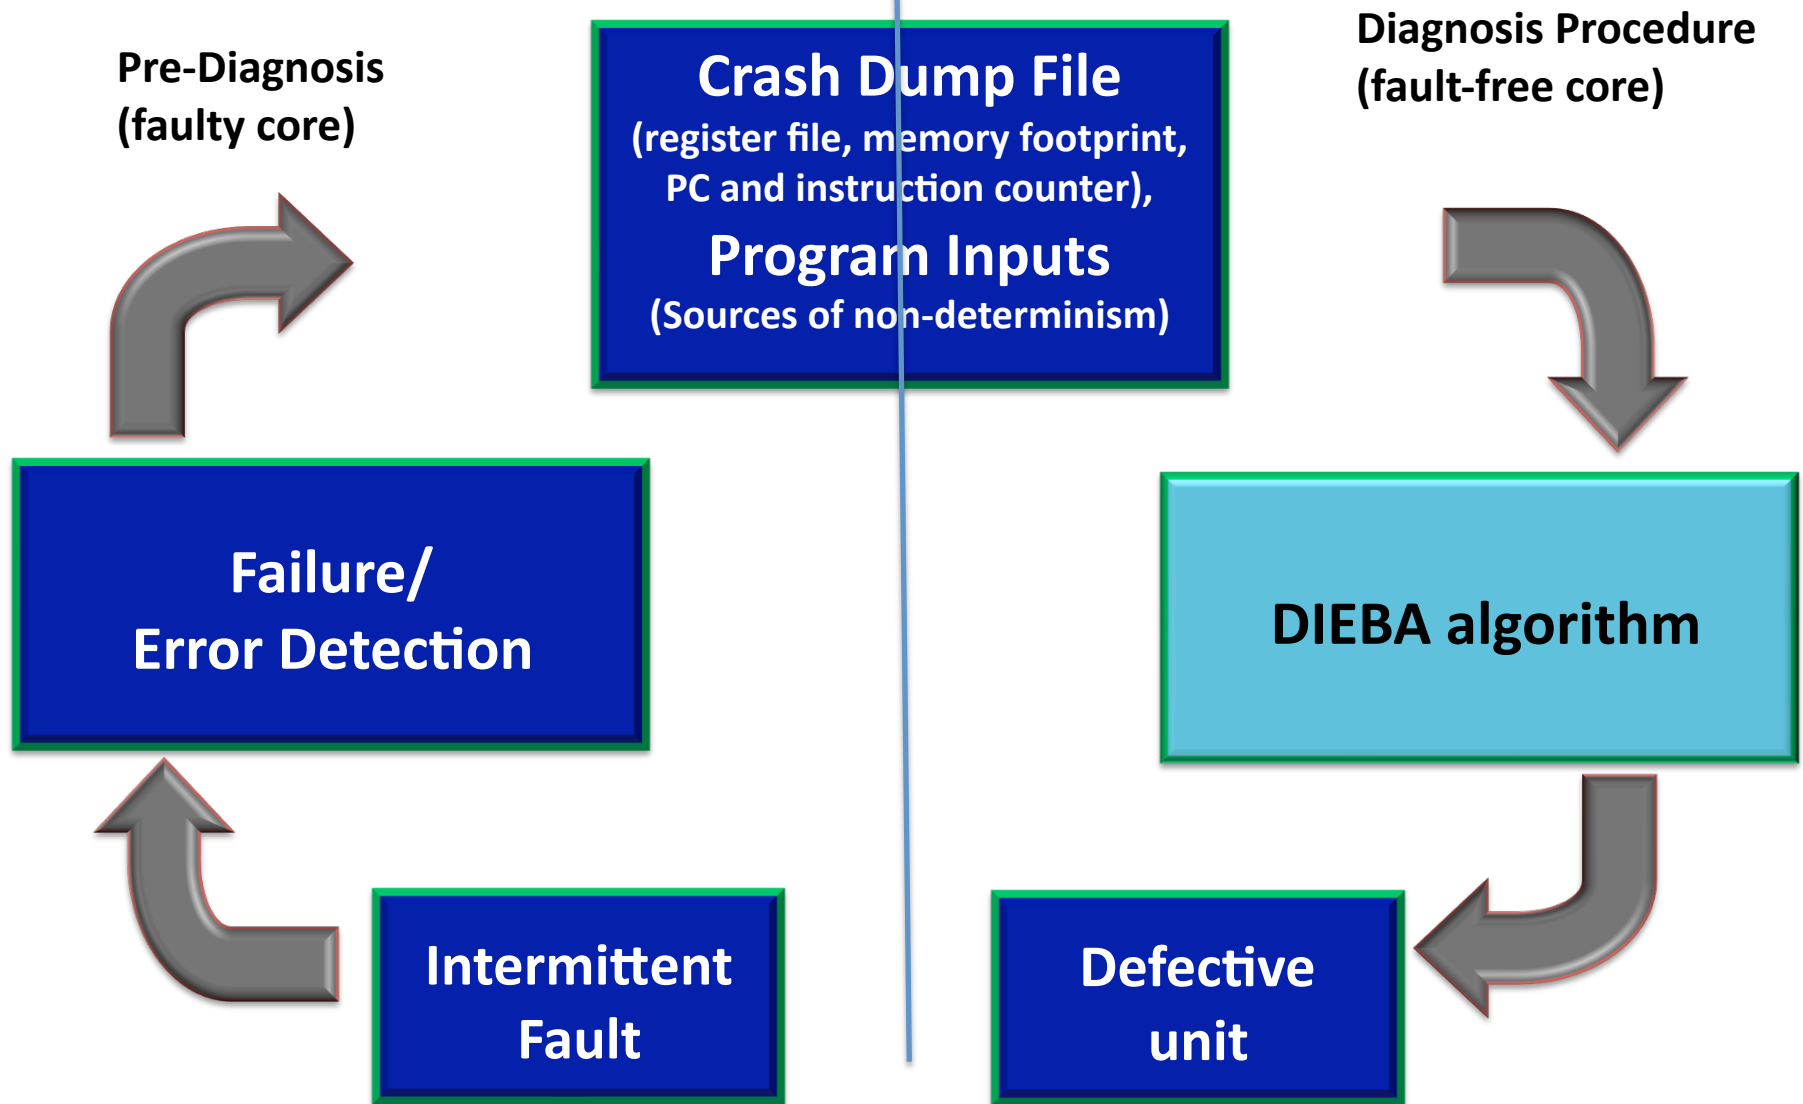 Pre-Diagnosis
(faulty core)
Crash Dump File
(register file, memory footprint,
PC and instruction counter),
Program Inputs
(Sources of non-determinism)
Diagnosis Procedure
(fault-free core)
Failure/
Error Detection
DIEBA algorithm
Intermittent
Fault
Defective
unit